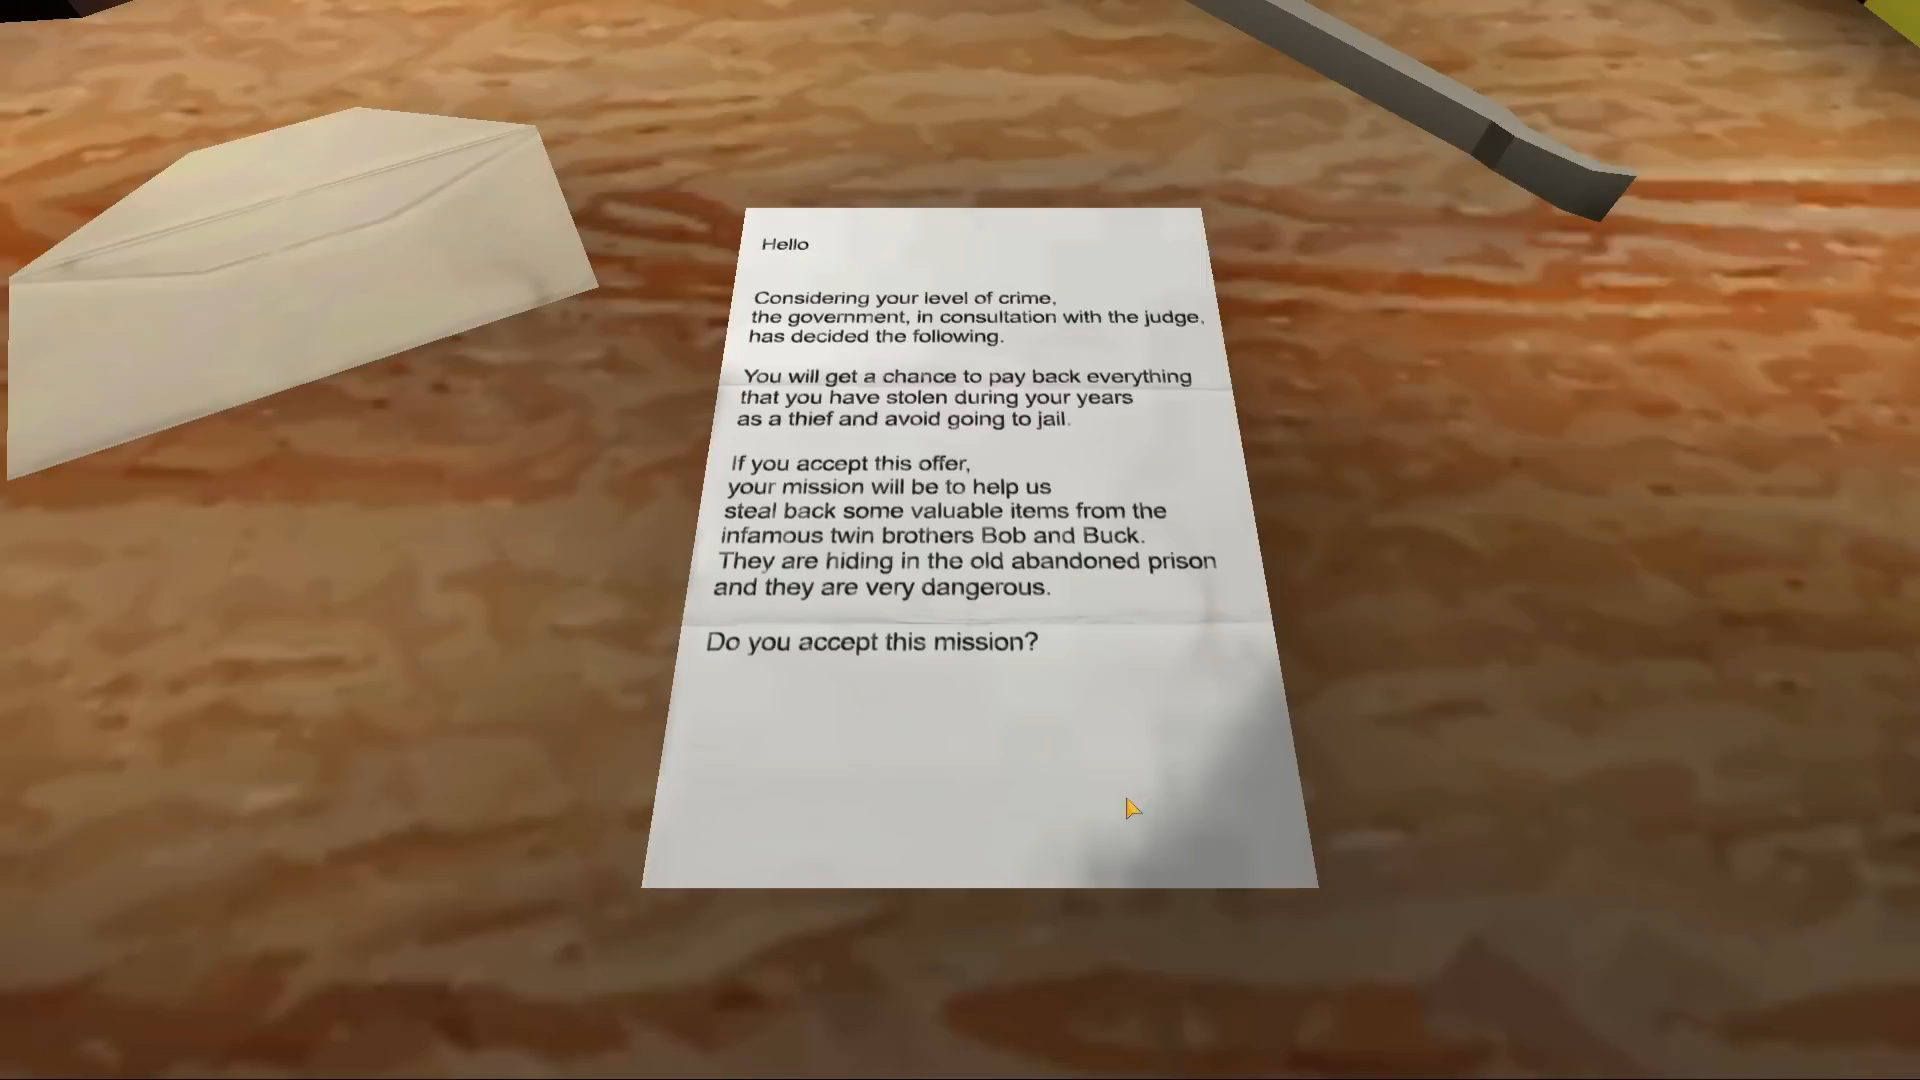 Hello
Considering your level of crime,
the government, in consultation with the judge,
has decided the following.
You will get a chance to pay back everything
that you have stolen during your years
as a thief and avoid going to jail.
If you accept this offer,
your mission will be to help us
steal back some valuable items from the
infamous twin brothers Bob and Buck.
They are hiding in the old abandoned prison
and they are very dangerous.
Do you accept this mission?